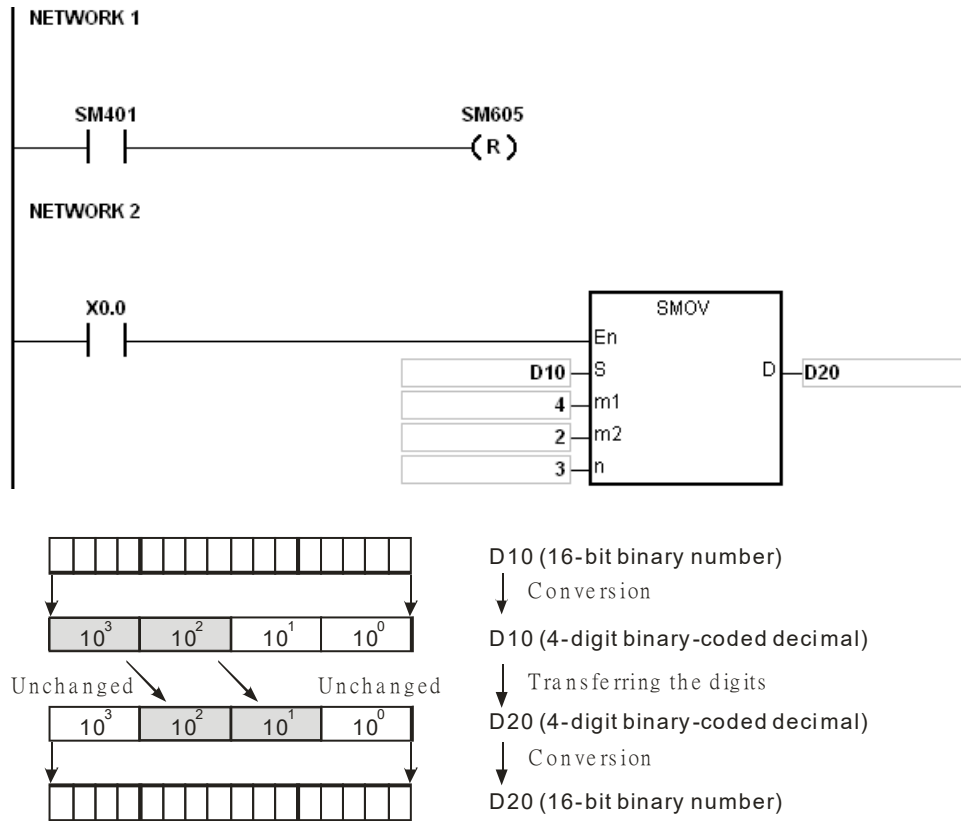 NETWORK 1
SM401 SM605
R
NETWORK 2
X0.0 SMOV
En
D10 S D D20
4 m1
2 m2
3 n
D10 (16-bit binary number)
Conversion
10³ 10² 10¹ 10⁰ D10 (4-digit binary-coded decimal)
Unchanged Unchanged Transferring the digits
10³ 10² 10¹ 10⁰ D20 (4-digit binary-coded decimal)
Conversion
D20 (16-bit binary number)